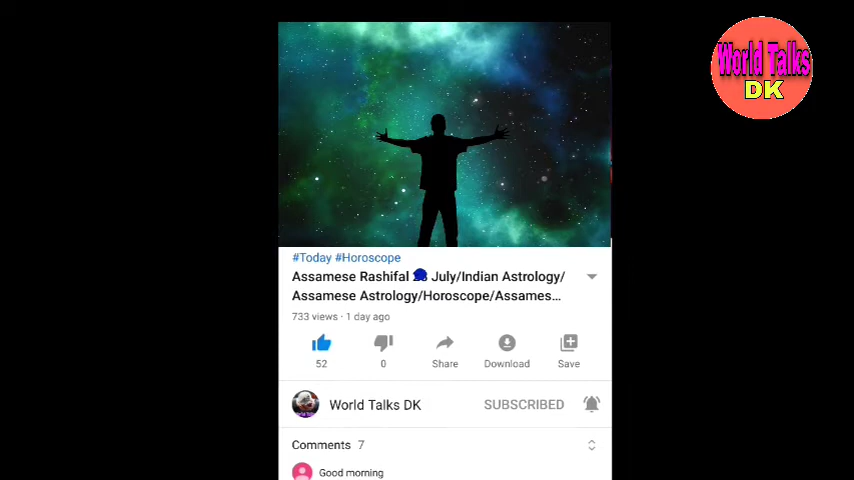 World Talks
DK
#Today #Horoscope
Assamese Rashifal July/Indian Astrology/
Assamese Astrology/Horoscope/Assames...
733 views · 1 day ago
52
0
Share
Download
Save
World Talks DK
SUBSCRIBED
Comments 7
Good morning